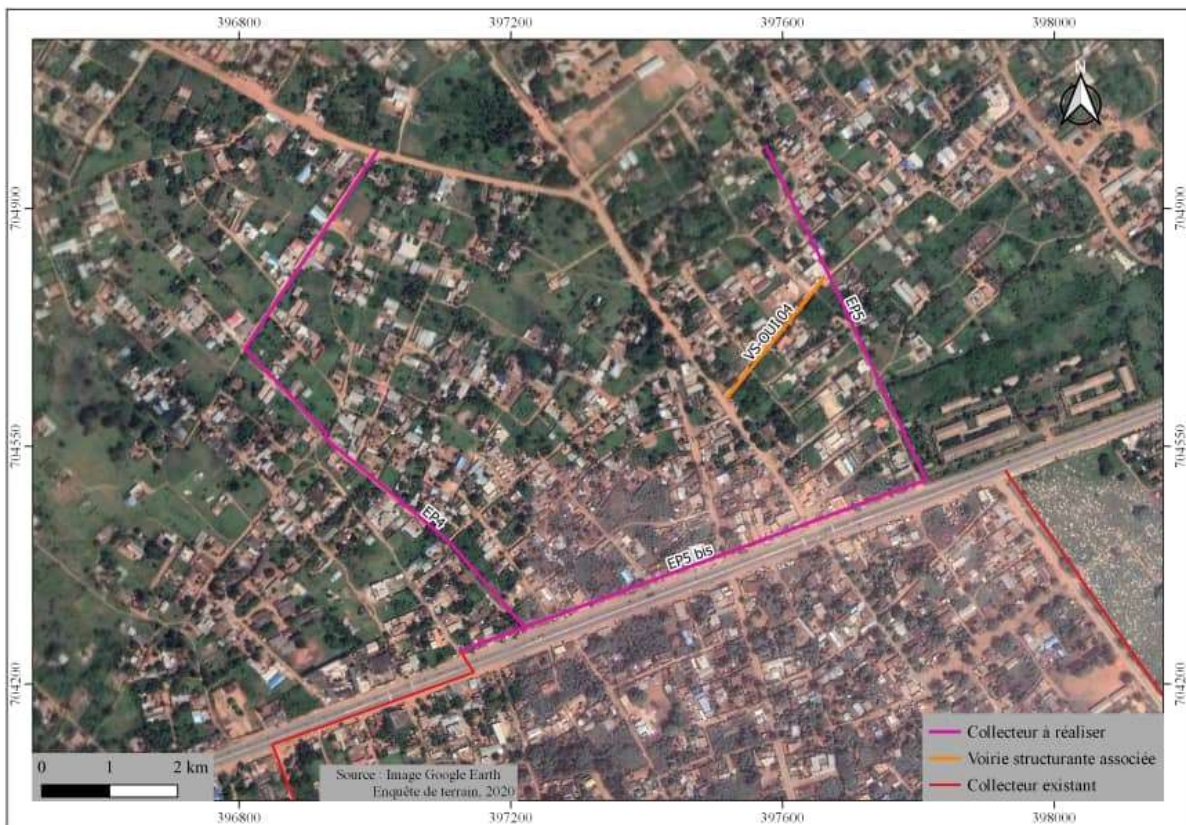 396800 397200 397600 398000
N
704900 704900
VS-OUI 04
EP5
704550 704550
EP4
EP5 bis
704200 704200
Collecteur à réaliser
Voirie structurante associée
Collecteur existant
0 1 2 km
Source : Image Google Earth
Enquête de terrain, 2020
396800 397200 397600 398000